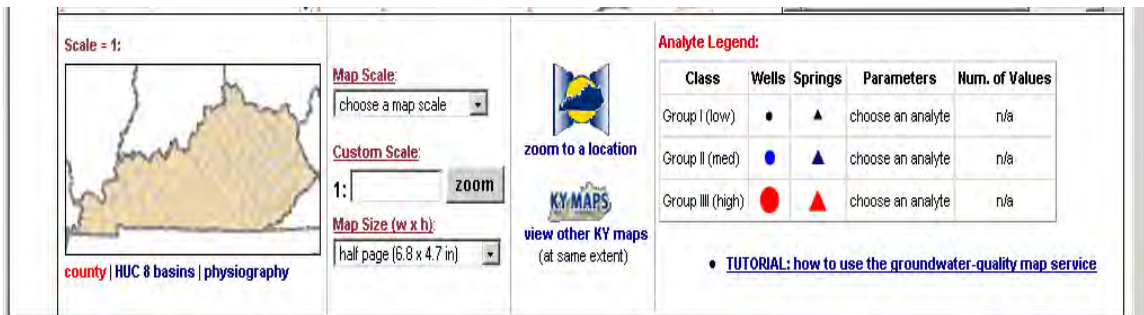 Scale = 1:
county | HUC 8 basins | physiography
Map Scale:
choose a map scale
Custom Scale:
1: zoom
Map Size (w x h):
half page (6.8 x 4.7 in)
zoom to a location
KY MAPS
view other KY maps
(at same extent)
Analyte Legend:
Class Wells Springs Parameters Num. of Values
Group I (low) choose an analyte n/a
Group II (med) choose an analyte n/a
Group IIII (high) choose an analyte n/a
• TUTORIAL: how to use the groundwater-quality map service